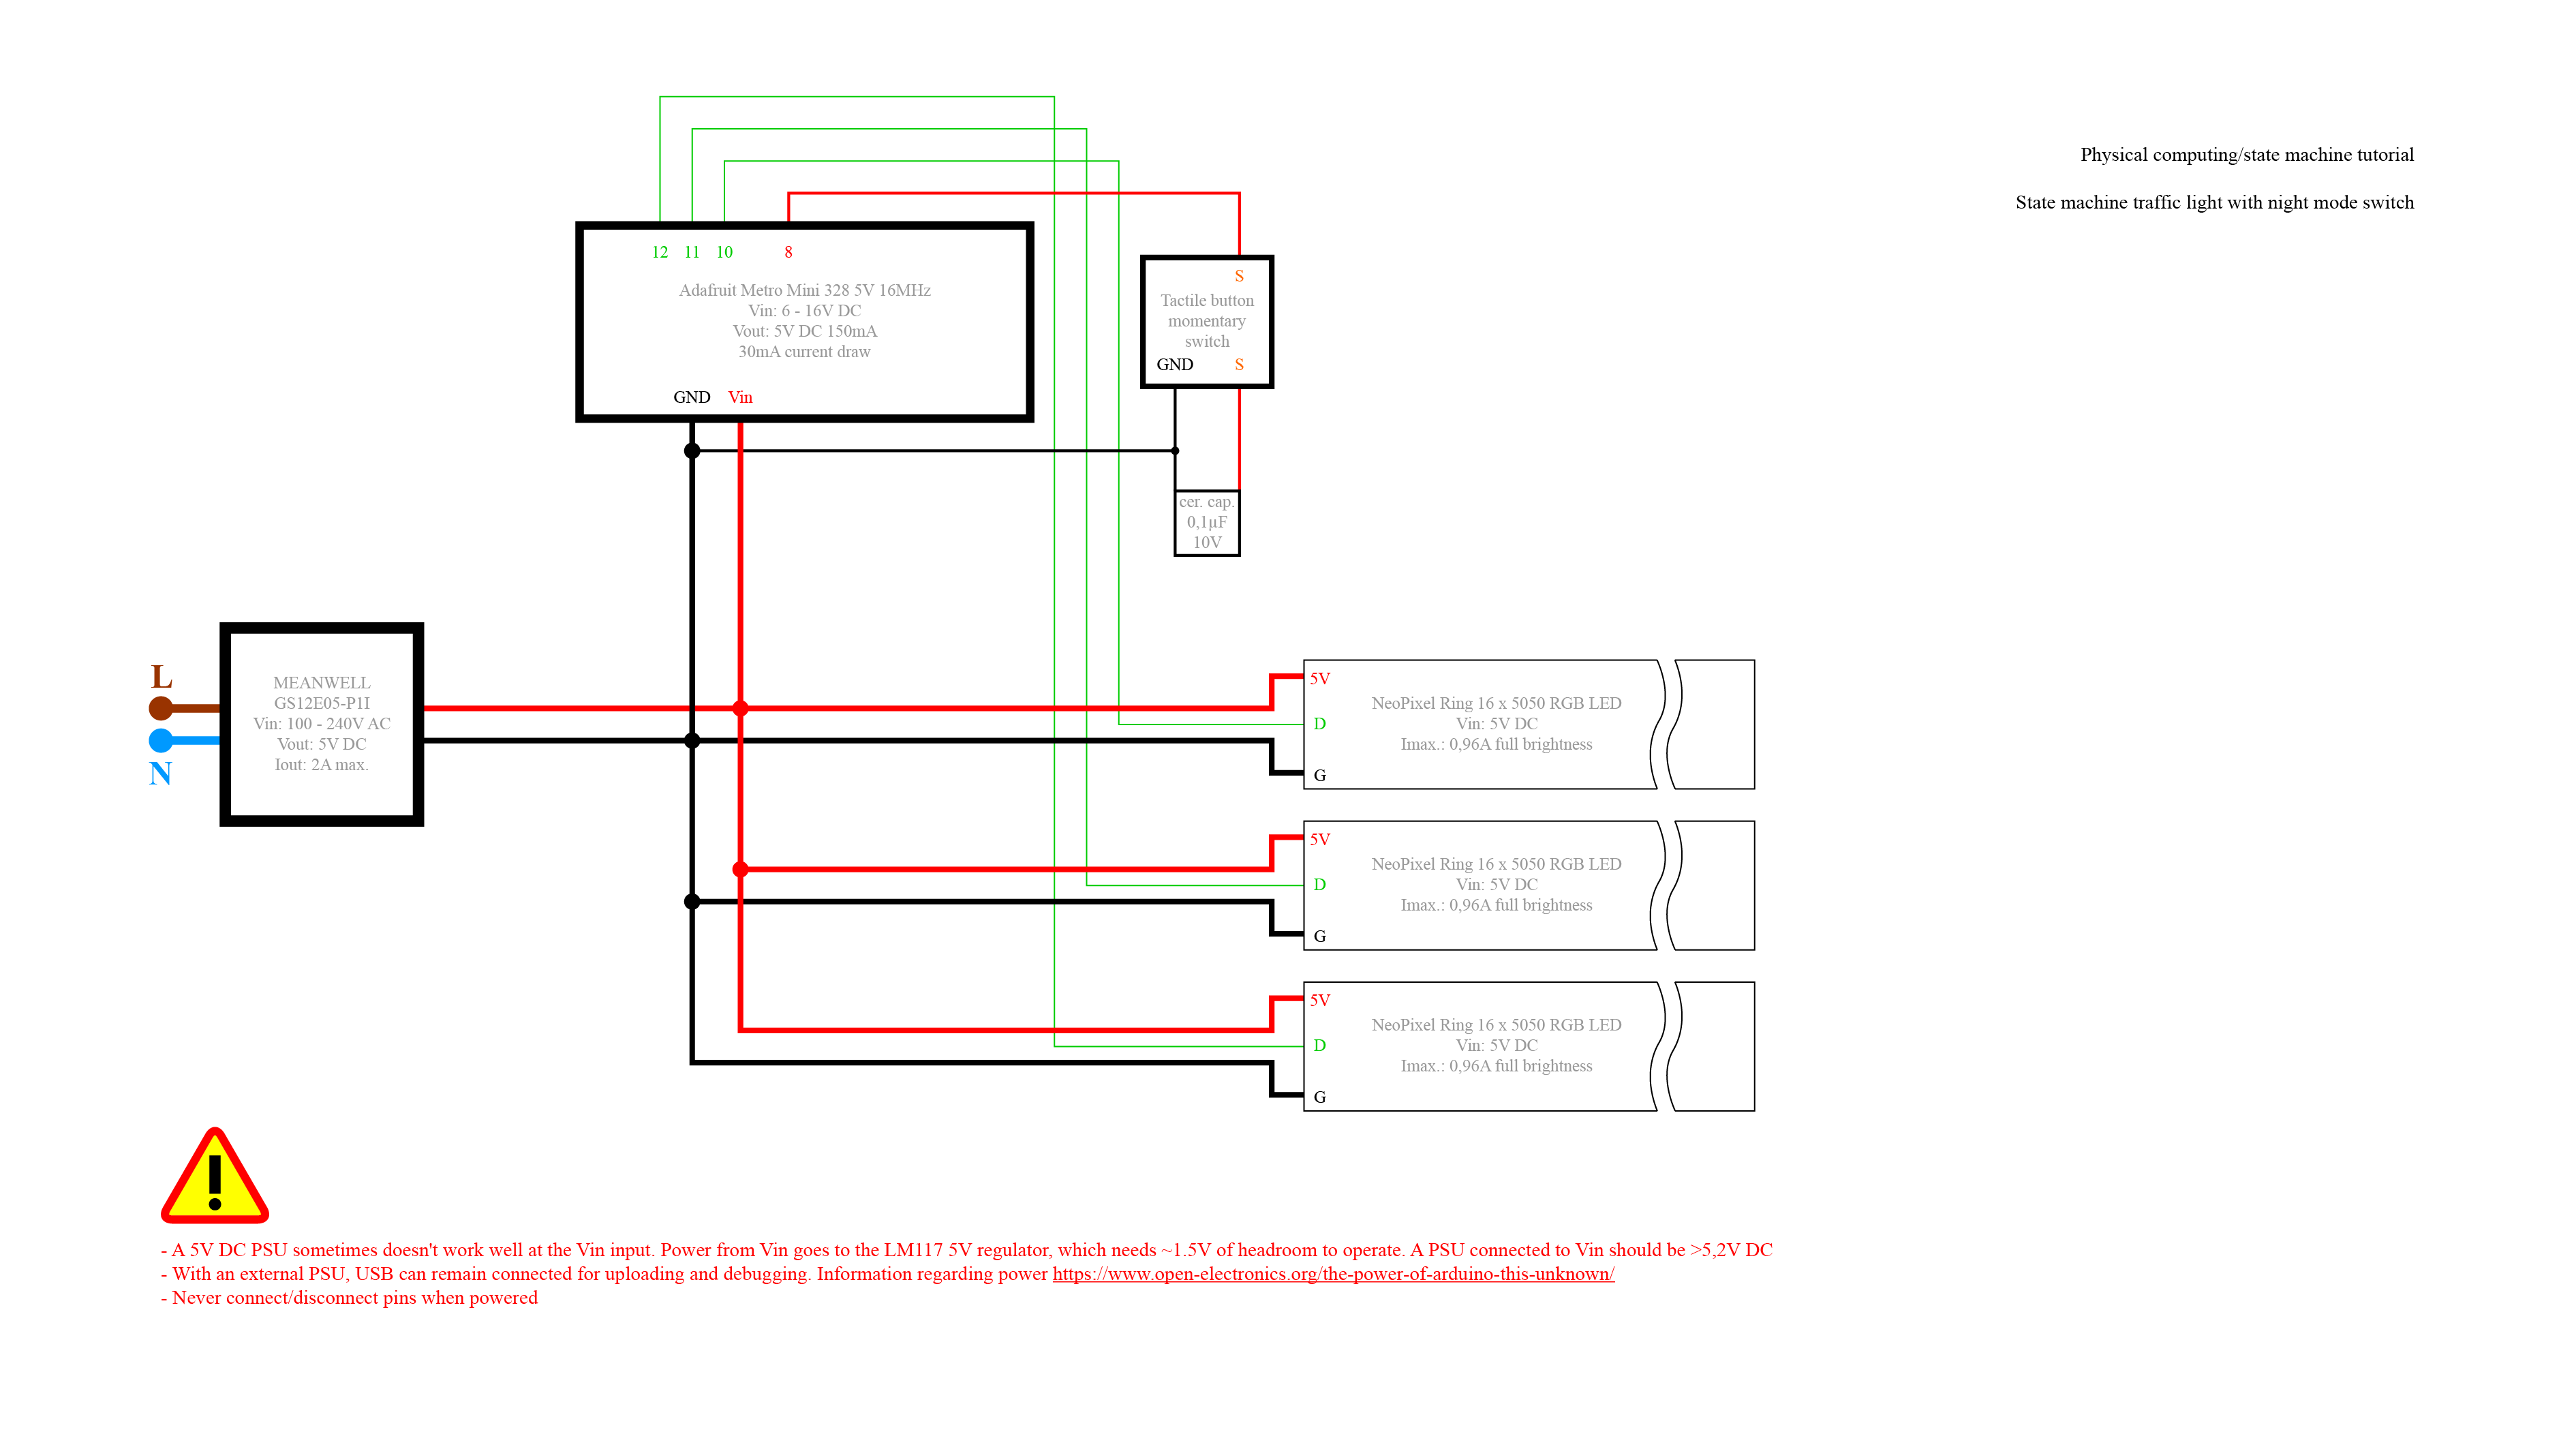 Physical computing/state machine tutorial
State machine traffic light with night mode switch
12 11 10 8
Adafruit Metro Mini 328 5V 16MHz
Vin: 6 - 16V DC
Vout: 5V DC 150mA
30mA current draw
GND Vin
S
Tactile button
momentary
switch
GND S
cer. cap.
0,1µF
10V
L
N
MEANWELL
GS12E05-P1I
Vin: 100 - 240V AC
Vout: 5V DC
Iout: 2A max.
5V
D
G
NeoPixel Ring 16 x 5050 RGB LED
Vin: 5V DC
Imax.: 0,96A full brightness
5V
D
G
NeoPixel Ring 16 x 5050 RGB LED
Vin: 5V DC
Imax.: 0,96A full brightness
5V
D
G
NeoPixel Ring 16 x 5050 RGB LED
Vin: 5V DC
Imax.: 0,96A full brightness
- A 5V DC PSU sometimes doesn't work well at the Vin input. Power from Vin goes to the LM117 5V regulator, which needs ~1.5V of headroom to operate. A PSU connected to Vin should be >5,2V DC
- With an external PSU, USB can remain connected for uploading and debugging. Information regarding power https://www.open-electronics.org/the-power-of-arduino-this-unknown/
- Never connect/disconnect pins when powered